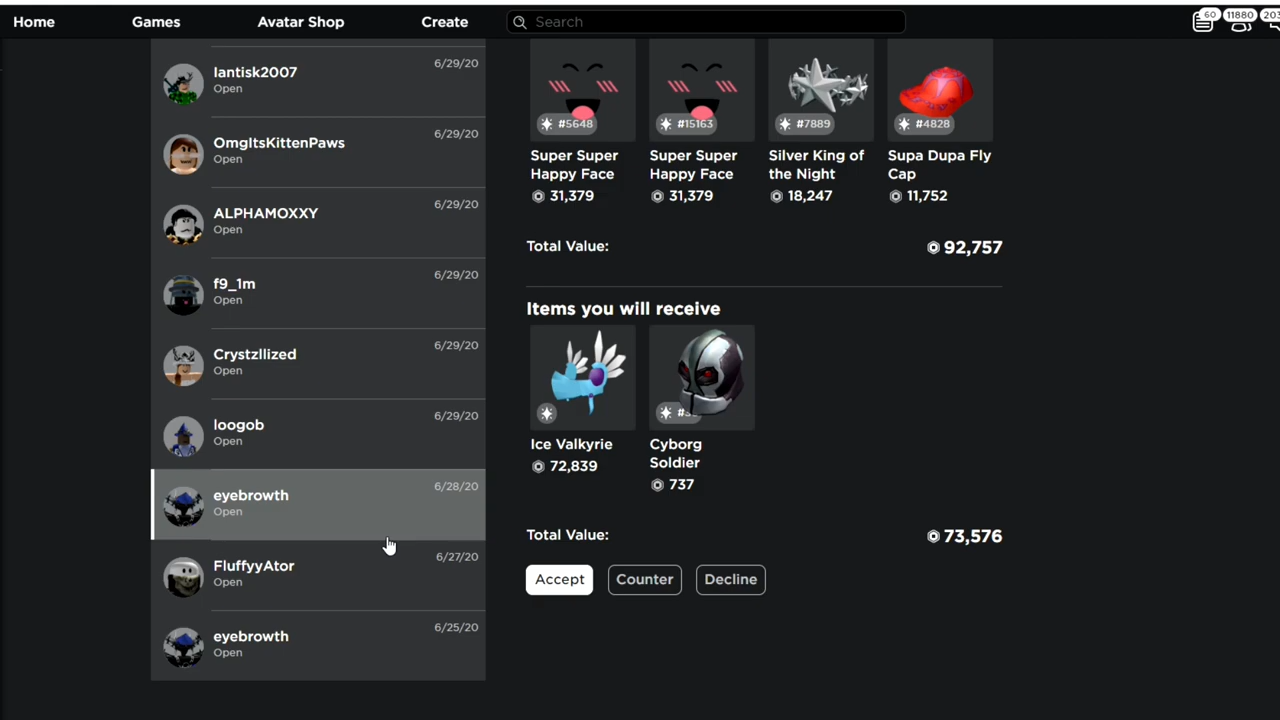 Home
Games
Avatar Shop
Create
Search
60
11880
203
Iantisk2007
6/29/20
Open
OmgItsKittenPaws
6/29/20
Open
ALPHAMOXXY
6/29/20
Open
f9_1m
6/29/20
Open
Crystzllized
6/29/20
Open
loogob
6/29/20
Open
eyebrowth
6/28/20
Open
FluffyyAtor
6/27/20
Open
eyebrowth
6/25/20
Open
#5648
#15163
#7889
#4828
Super Super
Happy Face
31,379
Super Super
Happy Face
31,379
Silver King of
the Night
18,247
Supa Dupa Fly
Cap
11,752
Total Value:
92,757
Items you will receive
Ice Valkyrie
72,839
Cyborg
Soldier
737
Total Value:
73,576
Accept
Counter
Decline